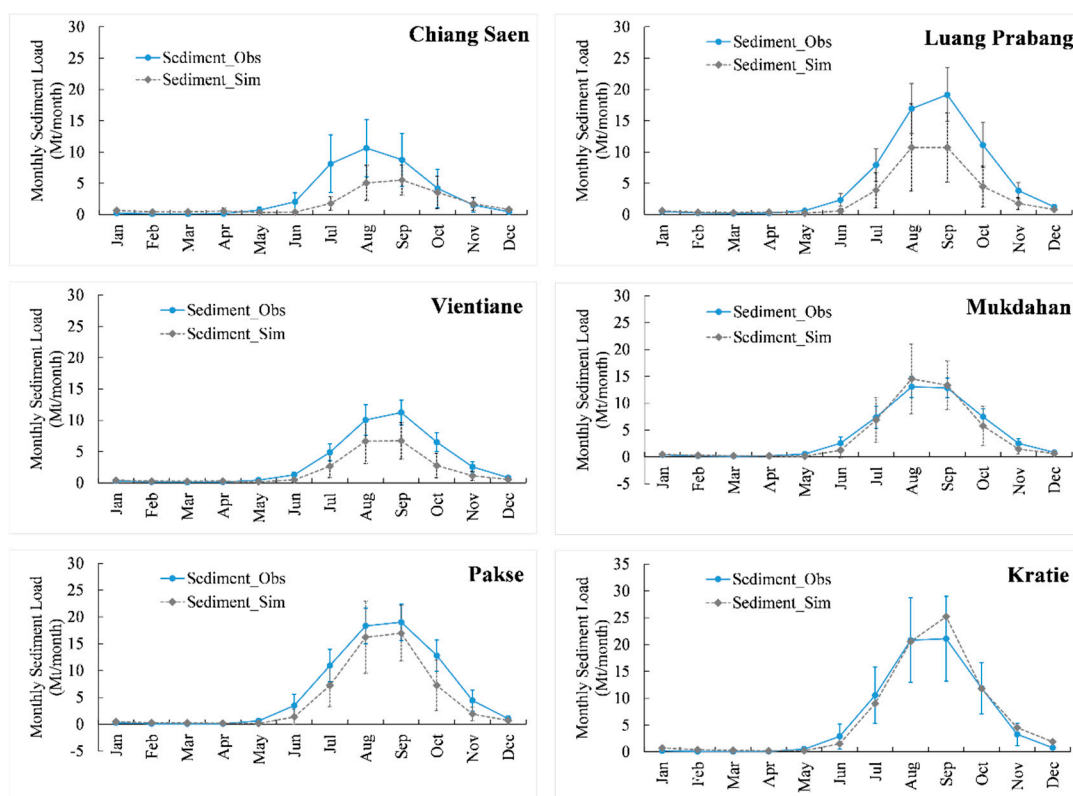 Chiang Saen
Sediment_Obs
Sediment_Sim
Monthly Sediment Load
(Mt/month)
30
25
20
15
10
5
0
Jan Feb Mar Apr May Jun Jul Aug Sep Oct Nov Dec
Luang Prabang
Sediment_Obs
Sediment_Sim
Monthly Sediment Load
(Mt/month)
30
25
20
15
10
5
0
Jan Feb Mar Apr May Jun Jul Aug Sep Oct Nov Dec
Vientiane
Sediment_Obs
Sediment_Sim
Monthly Sediment Load
(Mt/month)
30
25
20
15
10
5
0
Jan Feb Mar Apr May Jun Jul Aug Sep Oct Nov Dec
Mukdahan
Sediment_Obs
Sediment_Sim
Monthly Sediment Load
(Mt/month)
30
25
20
15
10
5
0
-5
Jan Feb Mar Apr May Jun Jul Aug Sep Oct Nov Dec
Pakse
Sediment_Obs
Sediment_Sim
Monthly Sediment Load
(Mt/month)
30
25
20
15
10
5
0
-5
Jan Feb Mar Apr May Jun Jul Aug Sep Oct Nov Dec
Kratie
Sediment_Obs
Sediment_Sim
Monthly Sediment Load
(Mt/month)
35
30
25
20
15
10
5
0
Jan Feb Mar Apr May Jun Jul Aug Sep Oct Nov Dec